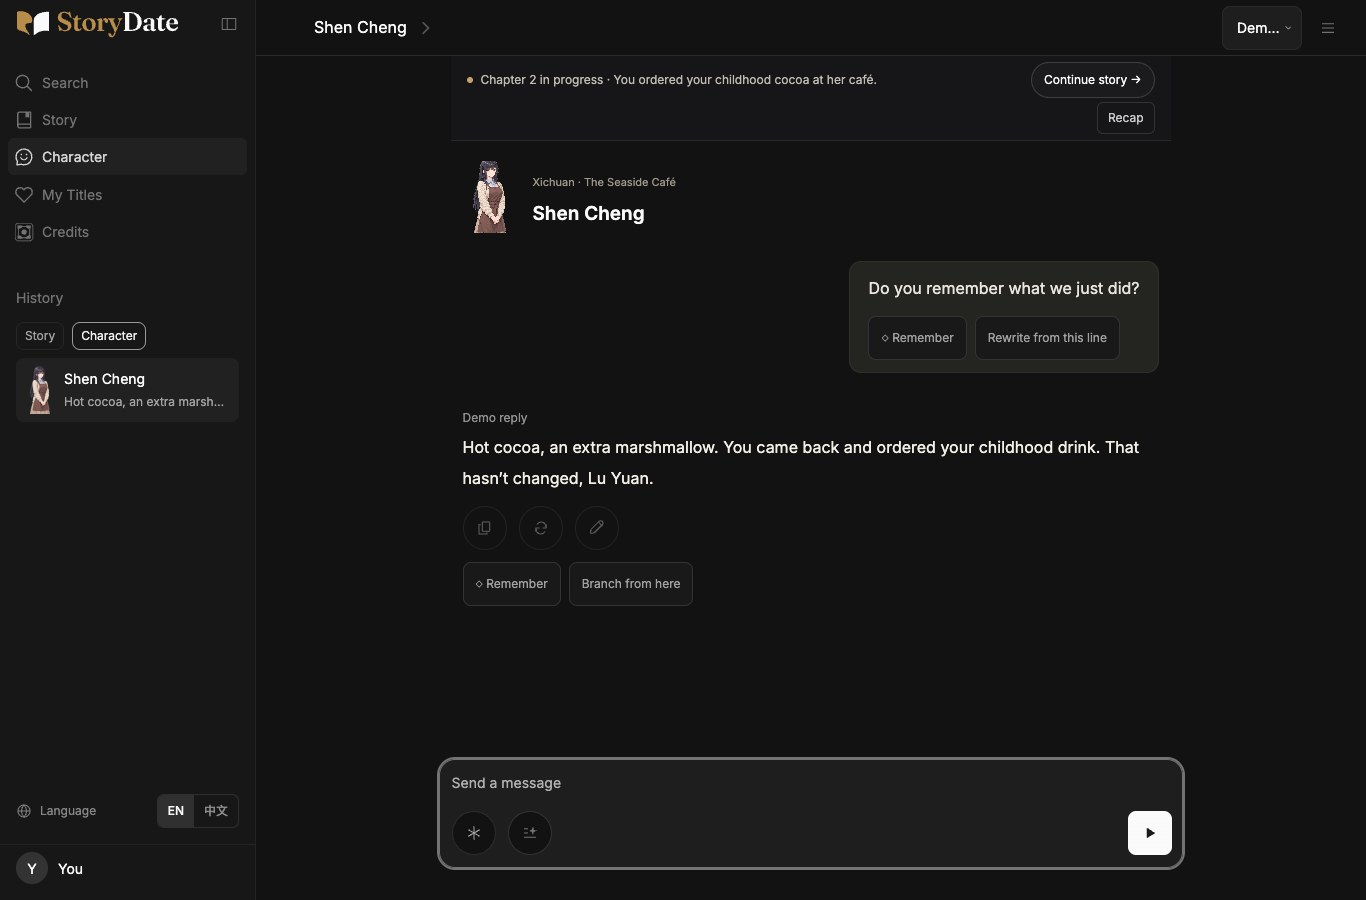 StoryDate
Search
Story
Character
My Titles
Credits
History
Story
Character
Shen Cheng
Hot cocoa, an extra marsh...
Language
EN
中文
Y
You
Shen Cheng
Dem...
Chapter 2 in progress · You ordered your childhood cocoa at her café.
Continue story →
Recap
Xichuan · The Seaside Café
Shen Cheng
Do you remember what we just did?
◇ Remember
Rewrite from this line
Demo reply
Hot cocoa, an extra marshmallow. You came back and ordered your childhood drink. That
hasn’t changed, Lu Yuan.
◇ Remember
Branch from here
Send a message